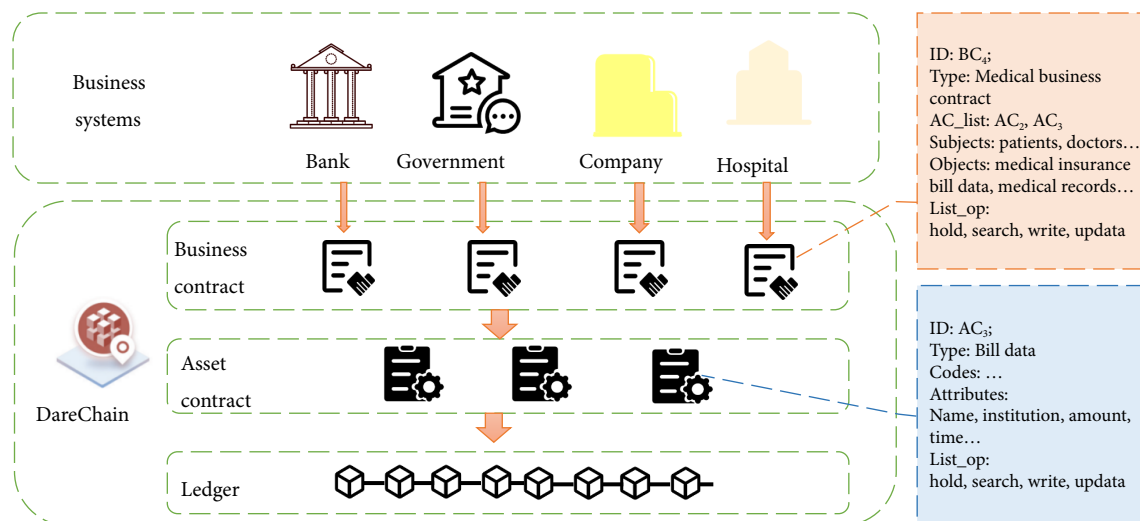 Business
systems
Bank
Government
Company
Hospital
Business
contract
Asset
contract
DareChain
Ledger
ID: BC₄;
Type: Medical business
contract
AC_list: AC₂, AC₃
Subjects: patients, doctors…
Objects: medical insurance
bill data, medical records…
List_op:
hold, search, write, updata
ID: AC₃;
Type: Bill data
Codes: …
Attributes:
Name, institution, amount,
time…
List_op:
hold, search, write, updata